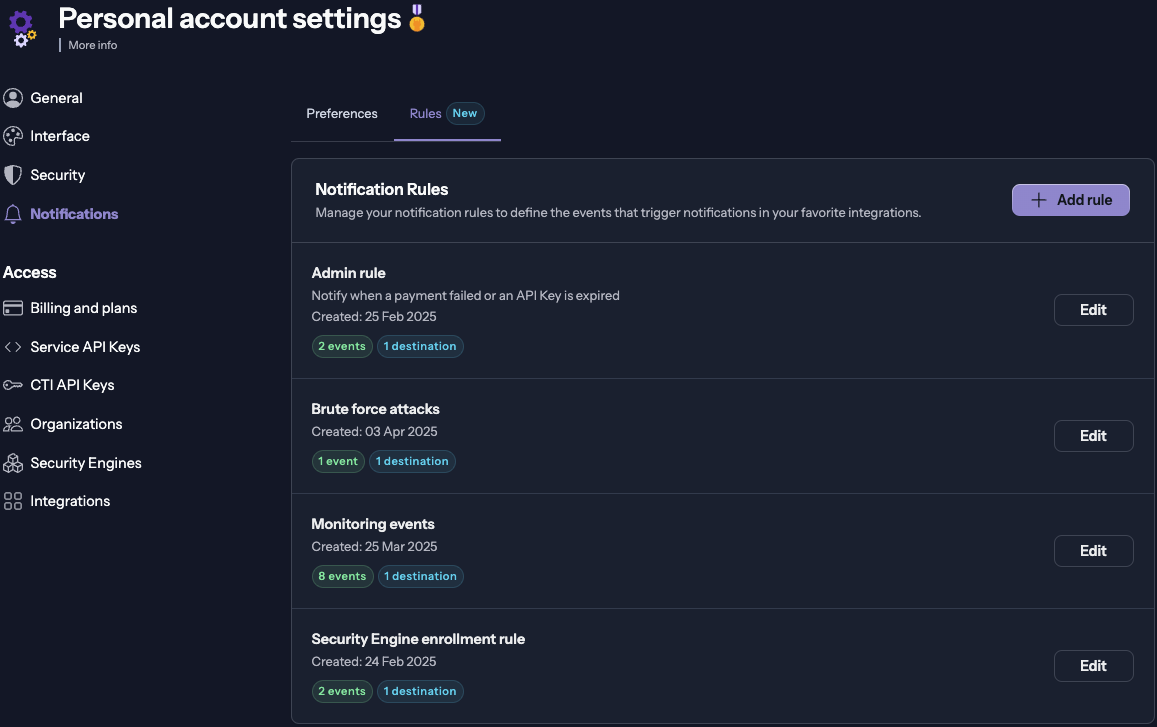 Personal account settings
More info
General
Interface
Security
Notifications
Access
Billing and plans
Service API Keys
CTI API Keys
Organizations
Security Engines
Integrations
Preferences
Rules New
Notification Rules
Manage your notification rules to define the events that trigger notifications in your favorite integrations.
Add rule
Admin rule
Notify when a payment failed or an API Key is expired
Created: 25 Feb 2025
2 events 1 destination
Edit
Brute force attacks
Created: 03 Apr 2025
1 event 1 destination
Edit
Monitoring events
Created: 25 Mar 2025
8 events 1 destination
Edit
Security Engine enrollment rule
Created: 24 Feb 2025
2 events 1 destination
Edit